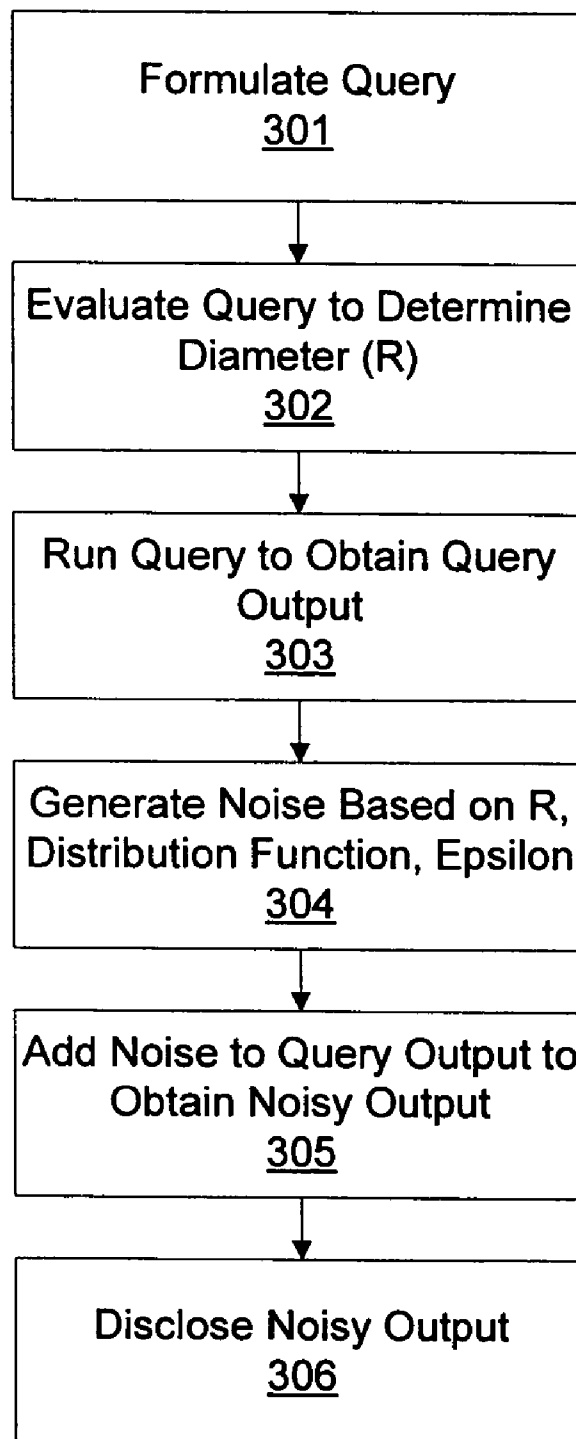 Formulate Query
301
Evaluate Query to Determine
Diameter (R)
302
Run Query to Obtain Query
Output
303
Generate Noise Based on R,
Distribution Function, Epsilon
304
Add Noise to Query Output to
Obtain Noisy Output
305
Disclose Noisy Output
306